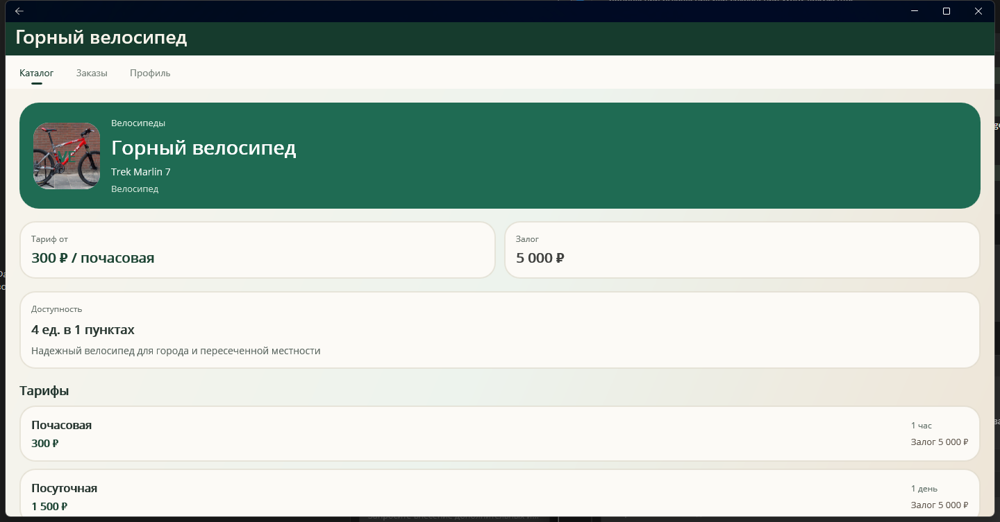 Горный велосипед
Каталог Заказы Профиль
Велосипеды
Горный велосипед
Trek Marlin 7
Велосипед
Тариф от
300 ₽ / почасовая
Залог
5 000 ₽
Доступность
4 ед. в 1 пунктах
Надежный велосипед для города и пересеченной местности
Тарифы
Почасовая
300 ₽
1 час
Залог 5 000 ₽
Посуточная
1 500 ₽
1 день
Залог 5 000 ₽